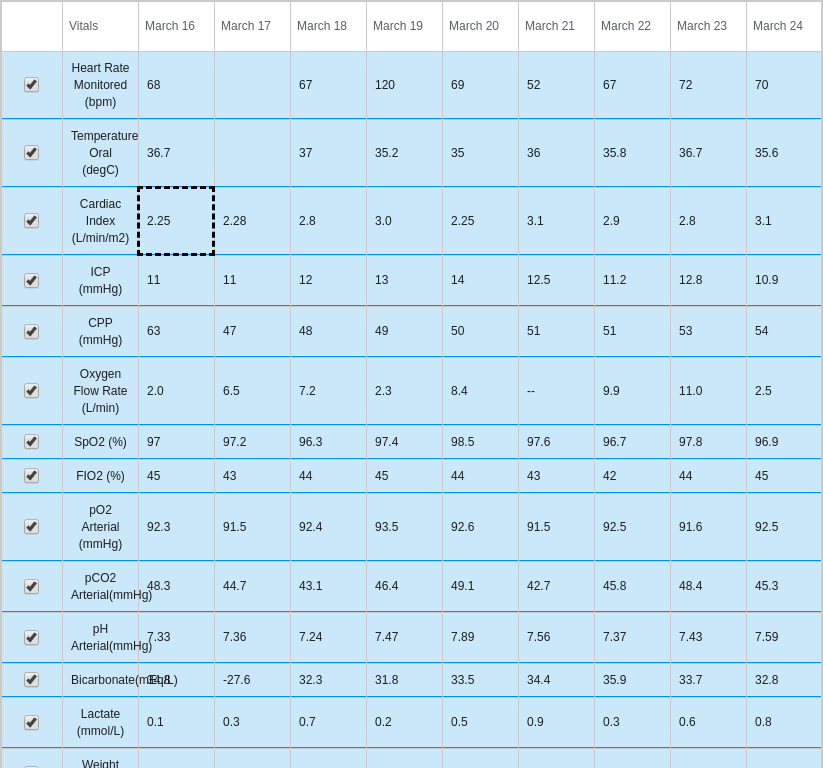 Vitals March 16 March 17 March 18 March 19 March 20 March 21 March 22 March 23 March 24
Heart Rate
Monitored
(bpm)
68 67 120 69 52 67 72 70
Temperature
Oral
(degC)
36.7 37 35.2 35 36 35.8 36.7 35.6
Cardiac
Index
(L/min/m2)
2.25 2.28 2.8 3.0 2.25 3.1 2.9 2.8 3.1
ICP
(mmHg)
11 11 12 13 14 12.5 11.2 12.8 10.9
CPP
(mmHg)
63 47 48 49 50 51 51 53 54
Oxygen
Flow Rate
(L/min)
2.0 6.5 7.2 2.3 8.4 -- 9.9 11.0 2.5
SpO2 (%) 97 97.2 96.3 97.4 98.5 97.6 96.7 97.8 96.9
FIO2 (%) 45 43 44 45 44 43 42 44 45
pO2
Arterial
(mmHg)
92.3 91.5 92.4 93.5 92.6 91.5 92.5 91.6 92.5
pCO2
Arterial(mmHg)
48.3 44.7 43.1 46.4 49.1 42.7 45.8 48.4 45.3
pH
Arterial(mmHg)
7.33 7.36 7.24 7.47 7.89 7.56 7.37 7.43 7.59
Bicarbonate(mEq/L) -27.6 32.3 31.8 33.5 34.4 35.9 33.7 32.8
Lactate
(mmol/L)
0.1 0.3 0.7 0.2 0.5 0.9 0.3 0.6 0.8
Weight